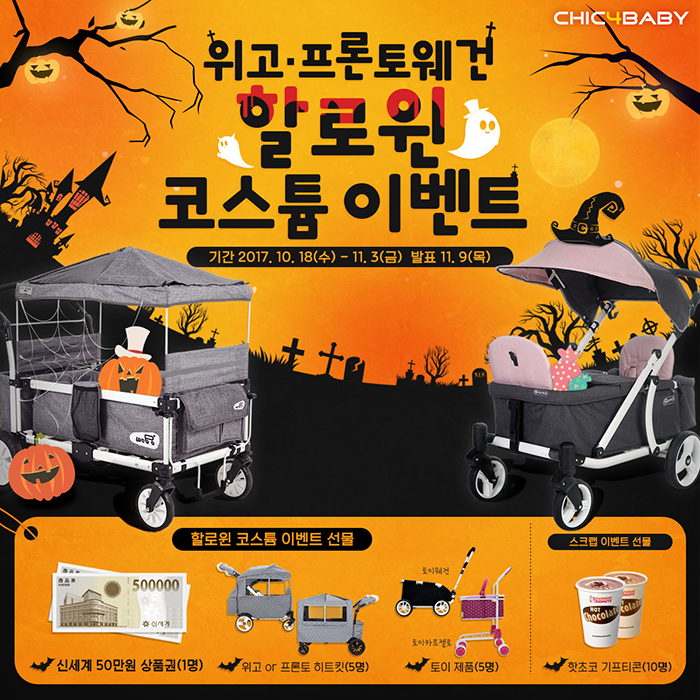 CHIC4BABY
위고·프론토웨건
할로윈
코스튬 이벤트
기간 2017. 10. 18(수) - 11. 3(금) 발표 11. 9(목)
할로윈 코스튬 이벤트 선물
스크랩 이벤트 선물
商品券
500000
신세계
토이웨건
토이카트젤로
HOT
Chocolate
신세계 50만원 상품권(1명)
위고 or 프론토 히트킷(5명)
토이 제품(5명)
핫초코 기프티콘(10명)
R.I.P